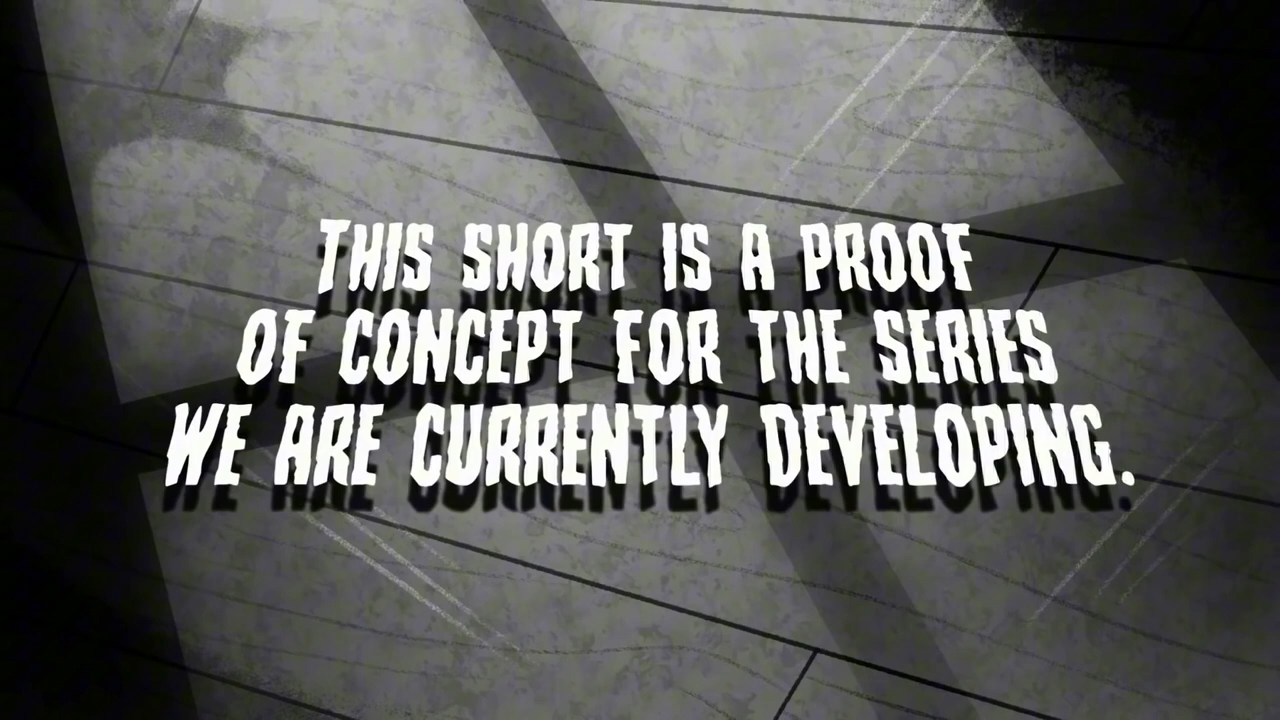 THIS SHORT IS A PROOF
OF CONCEPT FOR THE SERIES
WE ARE CURRENTLY DEVELOPING.